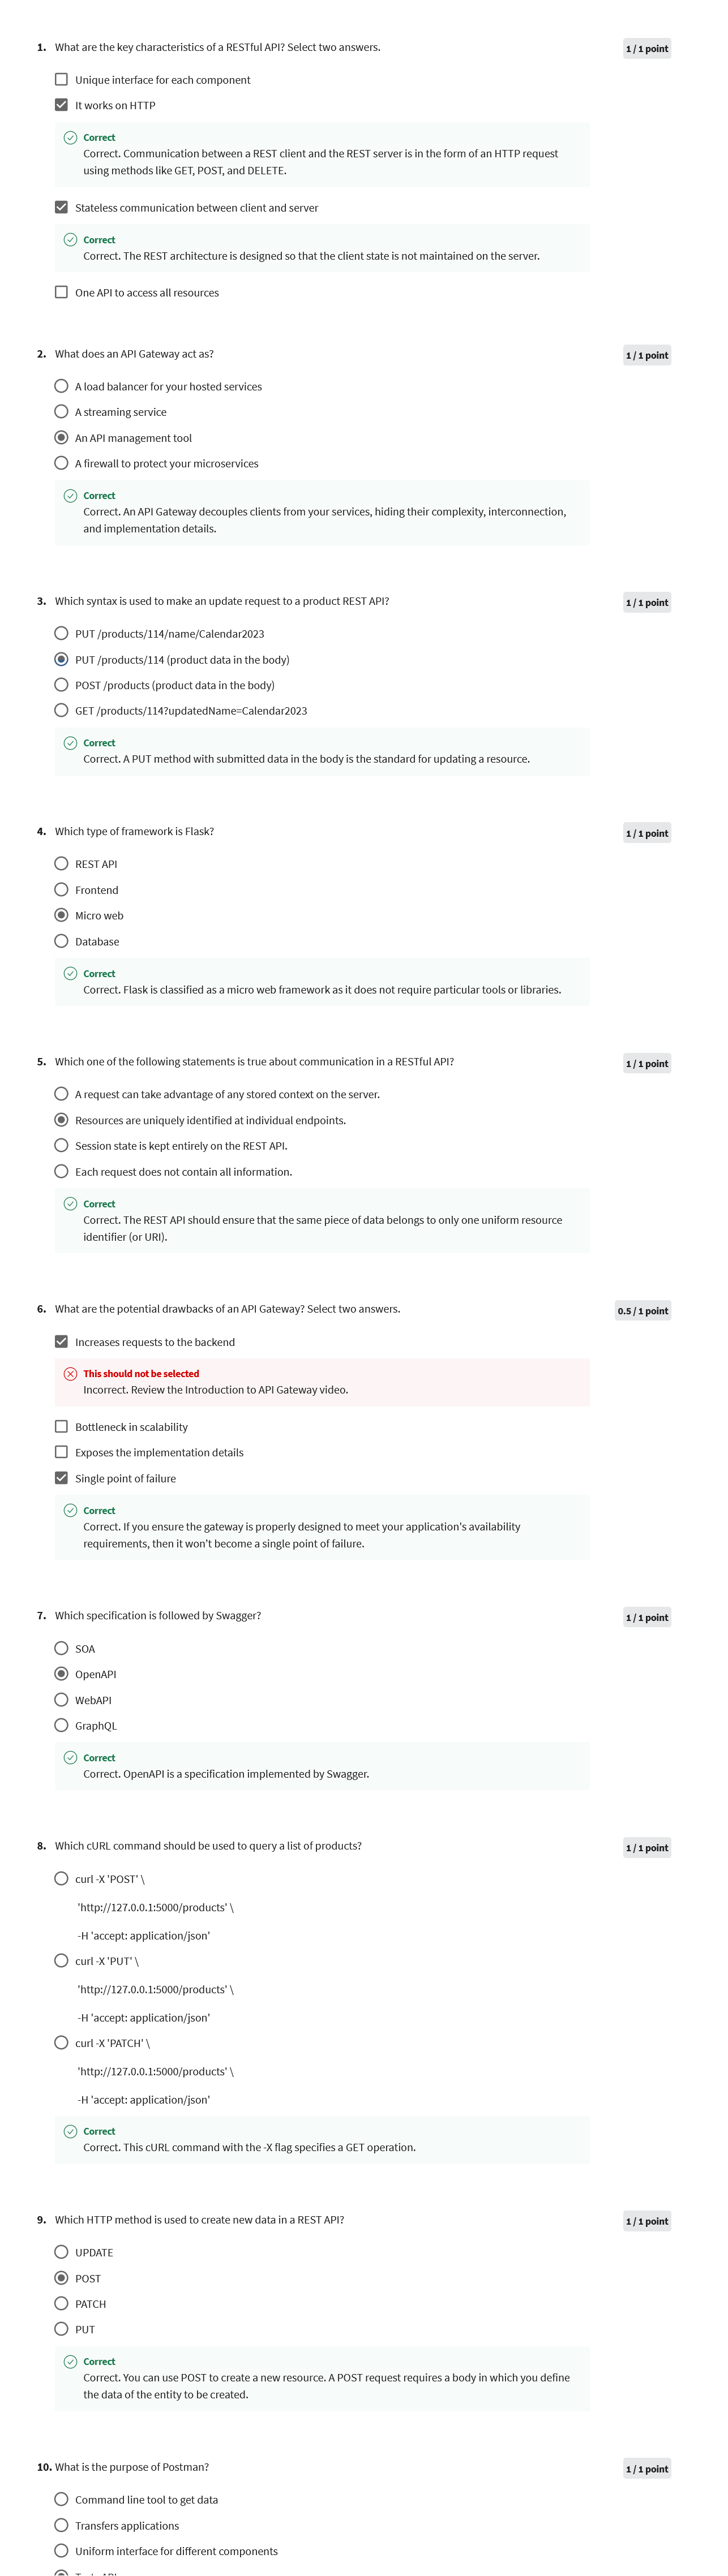 1. What are the key characteristics of a RESTful API? Select two answers.
1 / 1 point
Unique interface for each component
It works on HTTP
Correct
Correct. Communication between a REST client and the REST server is in the form of an HTTP request
using methods like GET, POST, and DELETE.
Stateless communication between client and server
Correct
Correct. The REST architecture is designed so that the client state is not maintained on the server.
One API to access all resources
2. What does an API Gateway act as?
1 / 1 point
A load balancer for your hosted services
A streaming service
An API management tool
A firewall to protect your microservices
Correct
Correct. An API Gateway decouples clients from your services, hiding their complexity, interconnection,
and implementation details.
3. Which syntax is used to make an update request to a product REST API?
1 / 1 point
PUT /products/114/name/Calendar2023
PUT /products/114 (product data in the body)
POST /products (product data in the body)
GET /products/114?updatedName=Calendar2023
Correct
Correct. A PUT method with submitted data in the body is the standard for updating a resource.
4. Which type of framework is Flask?
1 / 1 point
REST API
Frontend
Micro web
Database
Correct
Correct. Flask is classified as a micro web framework as it does not require particular tools or libraries.
5. Which one of the following statements is true about communication in a RESTful API?
1 / 1 point
A request can take advantage of any stored context on the server.
Resources are uniquely identified at individual endpoints.
Session state is kept entirely on the REST API.
Each request does not contain all information.
Correct
Correct. The REST API should ensure that the same piece of data belongs to only one uniform resource
identifier (or URI).
6. What are the potential drawbacks of an API Gateway? Select two answers.
0.5 / 1 point
Increases requests to the backend
This should not be selected
Incorrect. Review the Introduction to API Gateway video.
Bottleneck in scalability
Exposes the implementation details
Single point of failure
Correct
Correct. If you ensure the gateway is properly designed to meet your application's availability
requirements, then it won't become a single point of failure.
7. Which specification is followed by Swagger?
1 / 1 point
SOA
OpenAPI
WebAPI
GraphQL
Correct
Correct. OpenAPI is a specification implemented by Swagger.
8. Which cURL command should be used to query a list of products?
1 / 1 point
curl -X 'POST' \
'http://127.0.0.1:5000/products' \
-H 'accept: application/json'
curl -X 'PUT' \
'http://127.0.0.1:5000/products' \
-H 'accept: application/json'
curl -X 'PATCH' \
'http://127.0.0.1:5000/products' \
-H 'accept: application/json'
Correct
Correct. This cURL command with the -X flag specifies a GET operation.
9. Which HTTP method is used to create new data in a REST API?
1 / 1 point
UPDATE
POST
PATCH
PUT
Correct
Correct. You can use POST to create a new resource. A POST request requires a body in which you define
the data of the entity to be created.
10. What is the purpose of Postman?
1 / 1 point
Command line tool to get data
Transfers applications
Uniform interface for different components